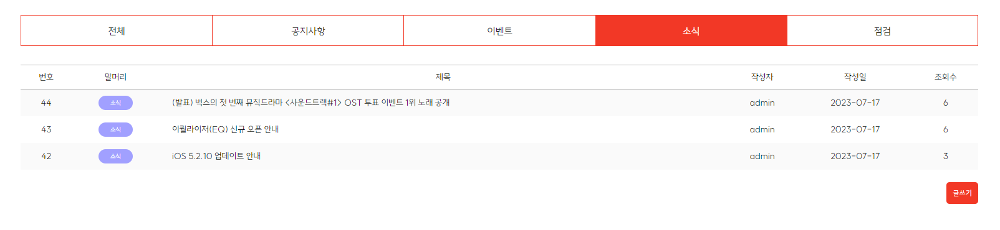 전체 공지사항 이벤트 소식 점검
번호 말머리 제목 작성자 작성일 조회수
44 소식 (발표) 벅스의 첫 번째 뮤직드라마 <사운드트랙#1> OST 투표 이벤트 1위 노래 공개 admin 2023-07-17 6
43 소식 이퀄라이저(EQ) 신규 오픈 안내 admin 2023-07-17 6
42 소식 iOS 5.2.10 업데이트 안내 admin 2023-07-17 3
글쓰기